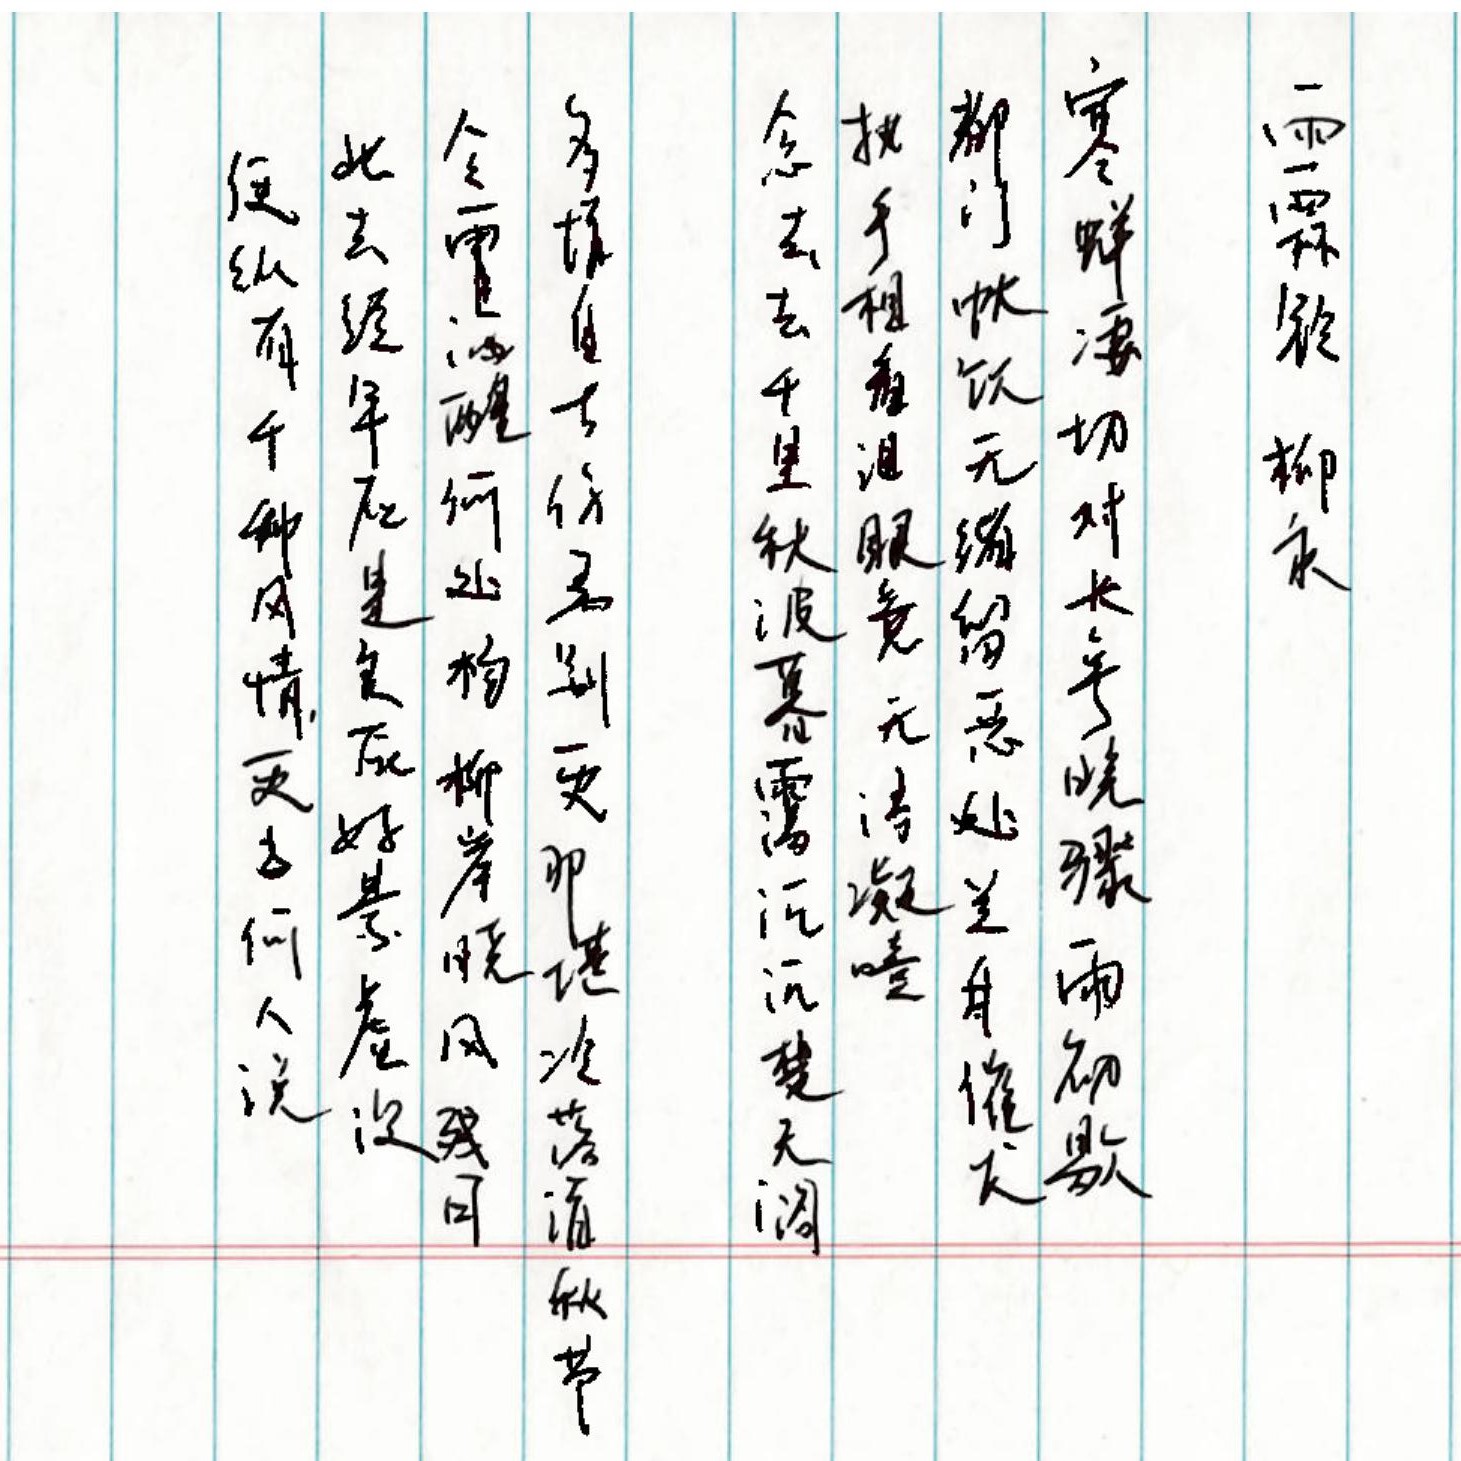 雨霖铃 柳永
寒蝉凄切对长亭晚骤雨初歇
都门帐饮无绪留恋处兰舟催发
执手相看泪眼竟无语凝噎
念去去千里烟波暮霭沉沉楚天阔
多情自古伤离别更那堪冷落清秋节
今霄酒醒何处杨柳岸晓风残月
此去经年应是良辰好景虚设
便纵有千种风情更与何人说